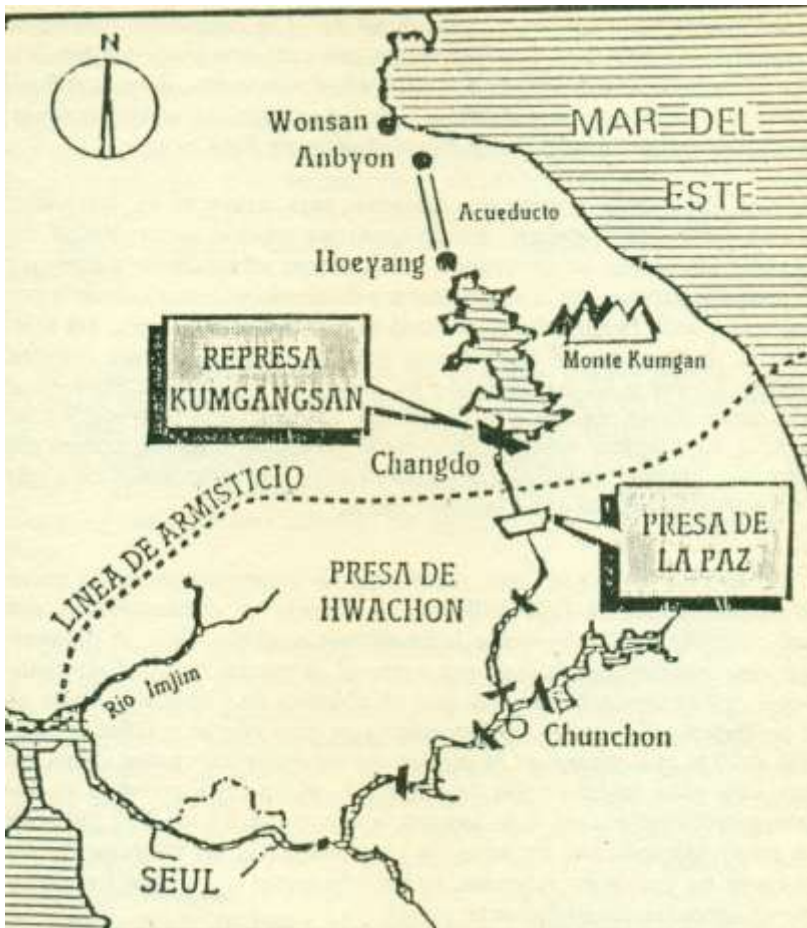 N
Wonsan
MAR DEL
Anbyon
ESTE
Acueducto
Hoeyang
REPRESA
KUMGANGSAN
Monte Kumgan
Changdo
LINEA DE ARMISTICIO
PRESA DE
LA PAZ
PRESA DE
HWACHON
Rio Imjim
Chunchon
SEUL